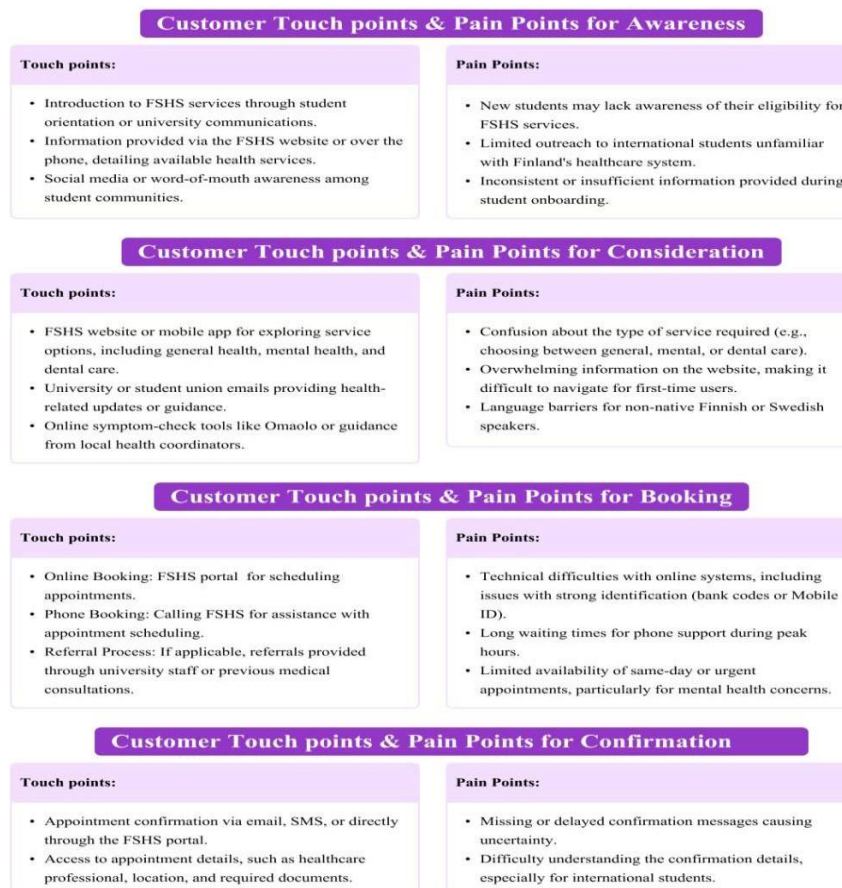 Customer Touch points & Pain Points for Awareness
Touch points:
• Introduction to FSHS services through student
orientation or university communications.
• Information provided via the FSHS website or over the
phone, detailing available health services.
• Social media or word-of-mouth awareness among
student communities.
Pain Points:
• New students may lack awareness of their eligibility for
FSHS services.
• Limited outreach to international students unfamiliar
with Finland's healthcare system.
• Inconsistent or insufficient information provided during
student onboarding.
Customer Touch points & Pain Points for Consideration
Touch points:
• FSHS website or mobile app for exploring service
options, including general health, mental health, and
dental care.
• University or student union emails providing health-
related updates or guidance.
• Online symptom-check tools like Omaolo or guidance
from local health coordinators.
Pain Points:
• Confusion about the type of service required (e.g.,
choosing between general, mental, or dental care).
• Overwhelming information on the website, making it
difficult to navigate for first-time users.
• Language barriers for non-native Finnish or Swedish
speakers.
Customer Touch points & Pain Points for Booking
Touch points:
• Online Booking: FSHS portal for scheduling
appointments.
• Phone Booking: Calling FSHS for assistance with
appointment scheduling.
• Referral Process: If applicable, referrals provided
through university staff or previous medical
consultations.
Pain Points:
• Technical difficulties with online systems, including
issues with strong identification (bank codes or Mobile
ID).
• Long waiting times for phone support during peak
hours.
• Limited availability of same-day or urgent
appointments, particularly for mental health concerns.
Customer Touch points & Pain Points for Confirmation
Touch points:
• Appointment confirmation via email, SMS, or directly
through the FSHS portal.
• Access to appointment details, such as healthcare
professional, location, and required documents.
Pain Points:
• Missing or delayed confirmation messages causing
uncertainty.
• Difficulty understanding the confirmation details,
especially for international students.